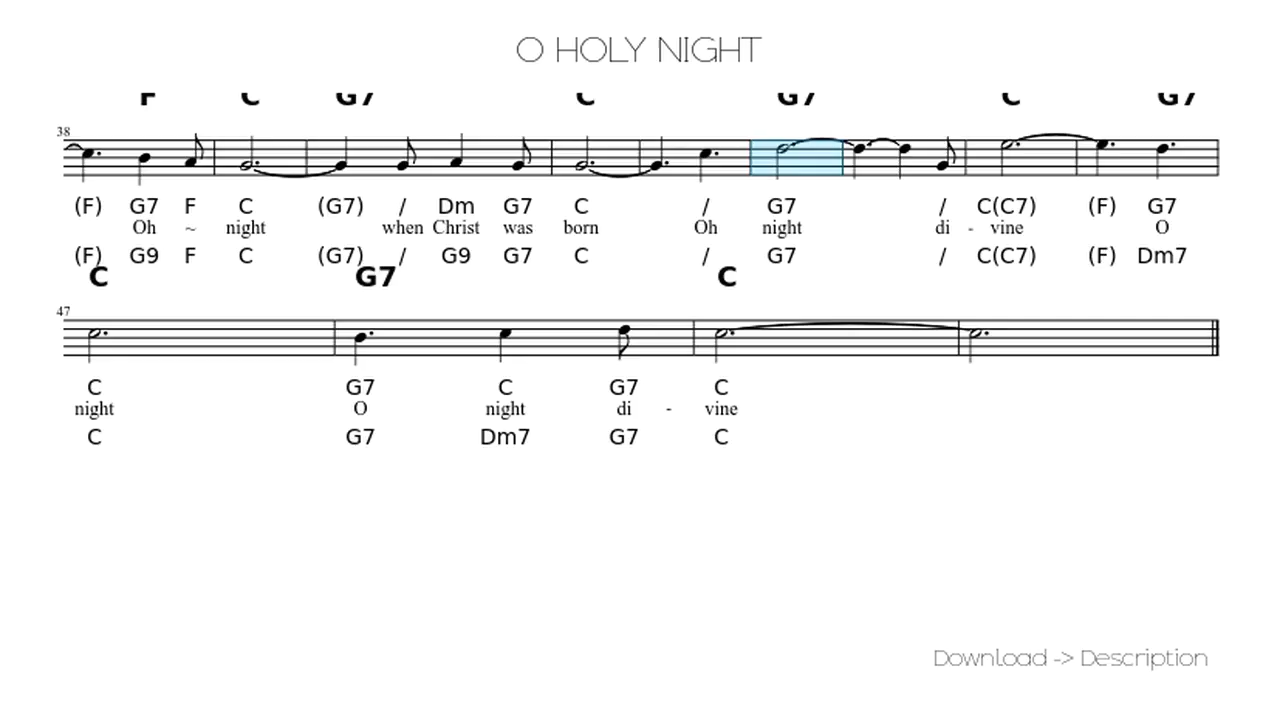 O HOLY NIGHT
F C G7 C G7 C G7
38
(F) G7 F C (G7) / Dm G7 C / G7 / C(C7) (F) G7
Oh ~ night when Christ was born Oh night di - vine O
(F) G9 F C (G7) / G9 G7 C / G7 / C(C7) (F) Dm7
C G7 C
47
C G7 C G7 C
night O night di - vine
C G7 Dm7 G7 C
Download -> Description